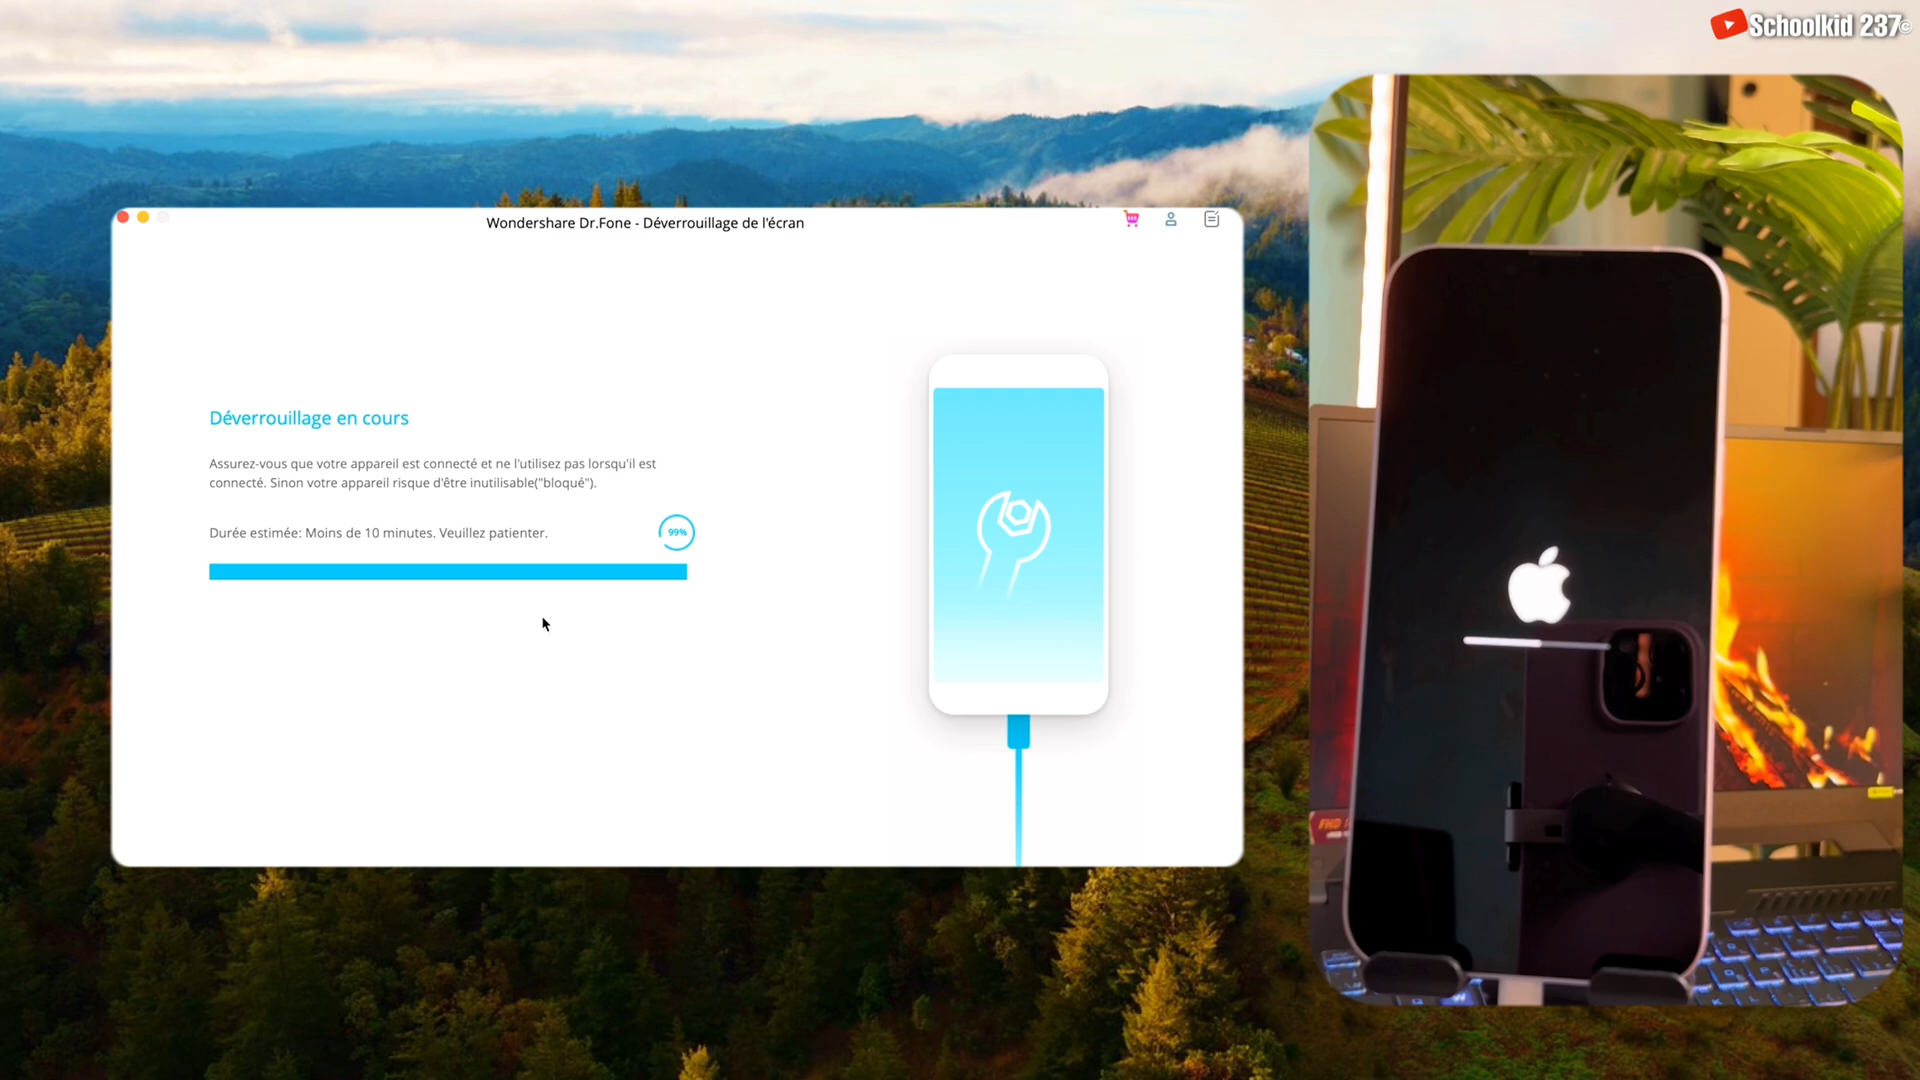 Schoolkid 237©
Wondershare Dr.Fone - Déverrouillage de l'écran
Déverrouillage en cours
Assurez-vous que votre appareil est connecté et ne l'utilisez pas lorsqu'il est
connecté. Sinon votre appareil risque d'être inutilisable("bloqué").
Durée estimée: Moins de 10 minutes. Veuillez patienter.
99%
FHD